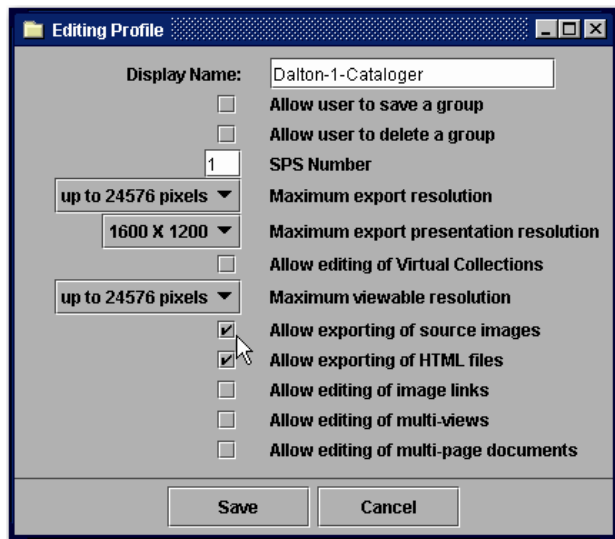 Editing Profile
Display Name: Dalton-1-Cataloger
Allow user to save a group
Allow user to delete a group
1 SPS Number
up to 24576 pixels Maximum export resolution
1600 X 1200 Maximum export presentation resolution
Allow editing of Virtual Collections
up to 24576 pixels Maximum viewable resolution
Allow exporting of source images
Allow exporting of HTML files
Allow editing of image links
Allow editing of multi-views
Allow editing of multi-page documents
Save Cancel